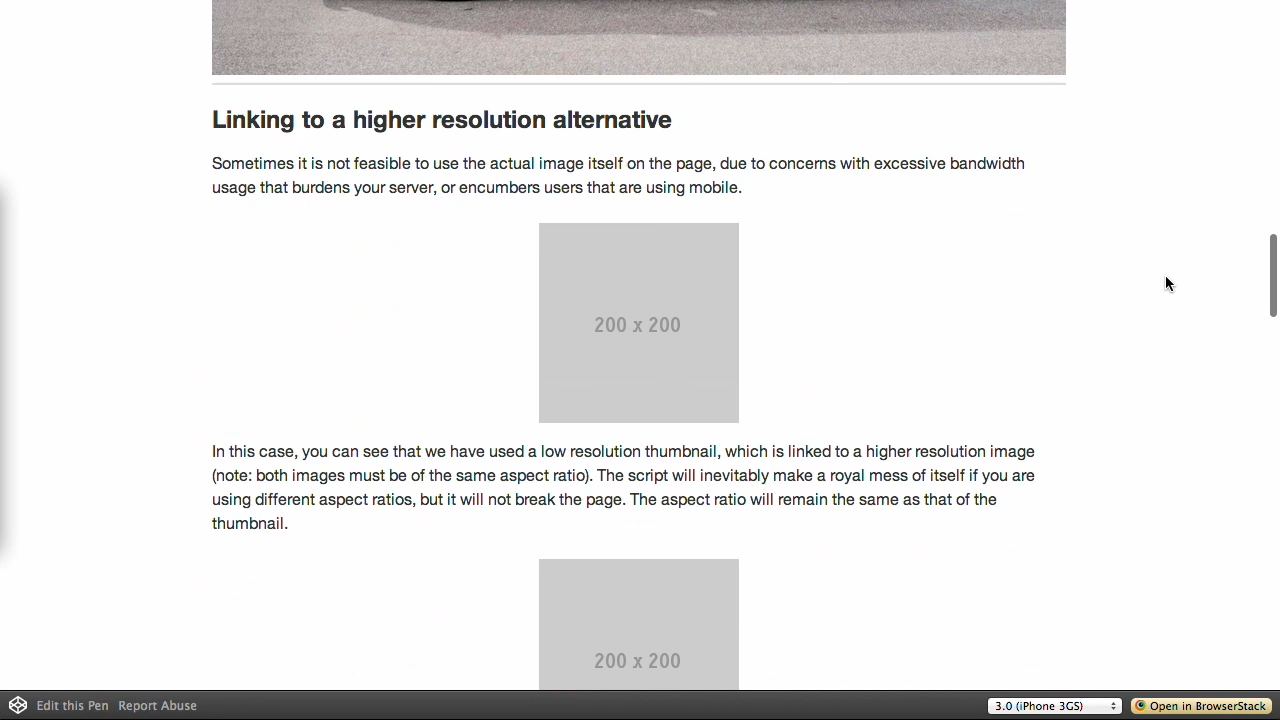 Linking to a higher resolution alternative
Sometimes it is not feasible to use the actual image itself on the page, due to concerns with excessive bandwidth
usage that burdens your server, or encumbers users that are using mobile.
200 x 200
In this case, you can see that we have used a low resolution thumbnail, which is linked to a higher resolution image
(note: both images must be of the same aspect ratio). The script will inevitably make a royal mess of itself if you are
using different aspect ratios, but it will not break the page. The aspect ratio will remain the same as that of the
thumbnail.
200 x 200
Edit this Pen Report Abuse 3.0 (iPhone 3GS) Open in BrowserStack